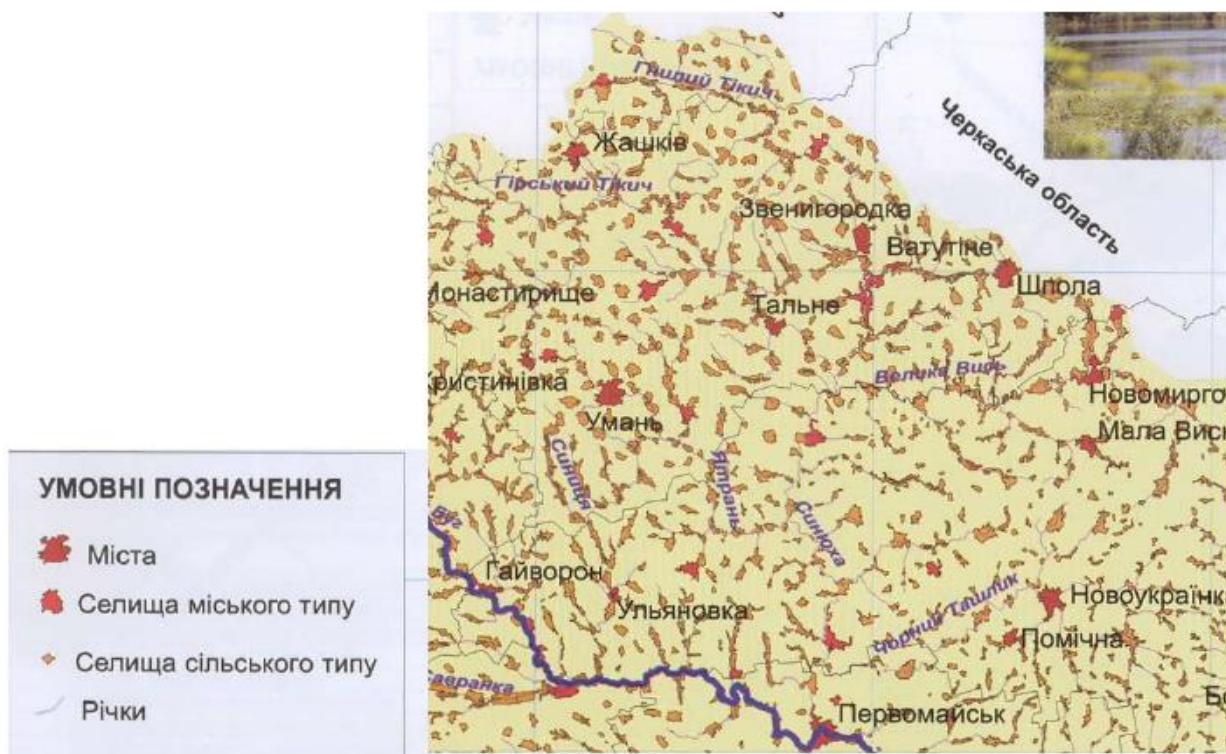 Гнилий Тікич
Жашків
Гірський Тікич
Черкаська область
Звенигородка
Ватутіне
Шпола
Монастирище
Тальне
Велика Вись
Христинівка
Новомирго
Умань
Мала Вис
Синиця
Ятрань
Синюха
УМОВНІ ПОЗНАЧЕННЯ
Міста
Селища міського типу
Селища сільського типу
Річки
Буг
Гайворон
Ульяновка
Чорний Ташлик
Новоукраїнк
Помічна
авранка
Первомайськ